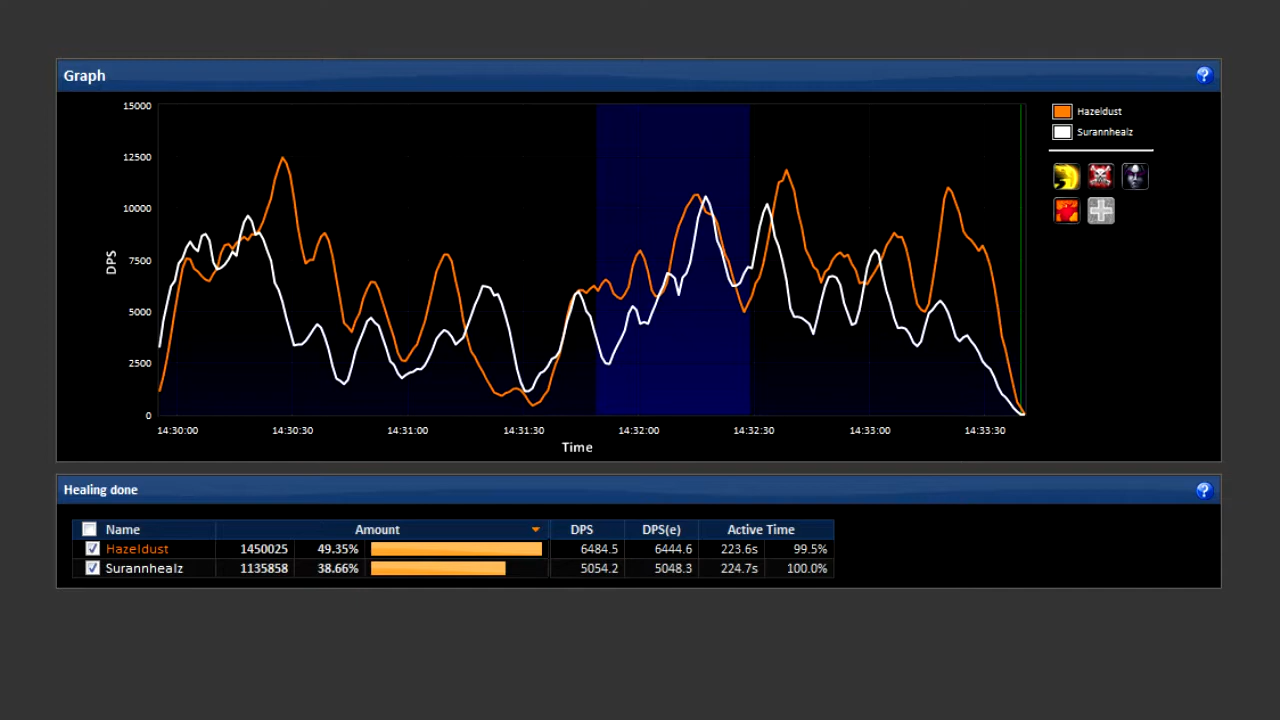 Graph
15000
12500
10000
7500
5000
2500
0
DPS
14:30:00 14:30:30 14:31:00 14:31:30 14:32:00 14:32:30 14:33:00 14:33:30
Time
Hazeldust
Surannhealz
Healing done
Name Amount DPS DPS(e) Active Time
Hazeldust 1450025 49.35% 6484.5 6444.6 223.6s 99.5%
Surannhealz 1135858 38.66% 5054.2 5048.3 224.7s 100.0%